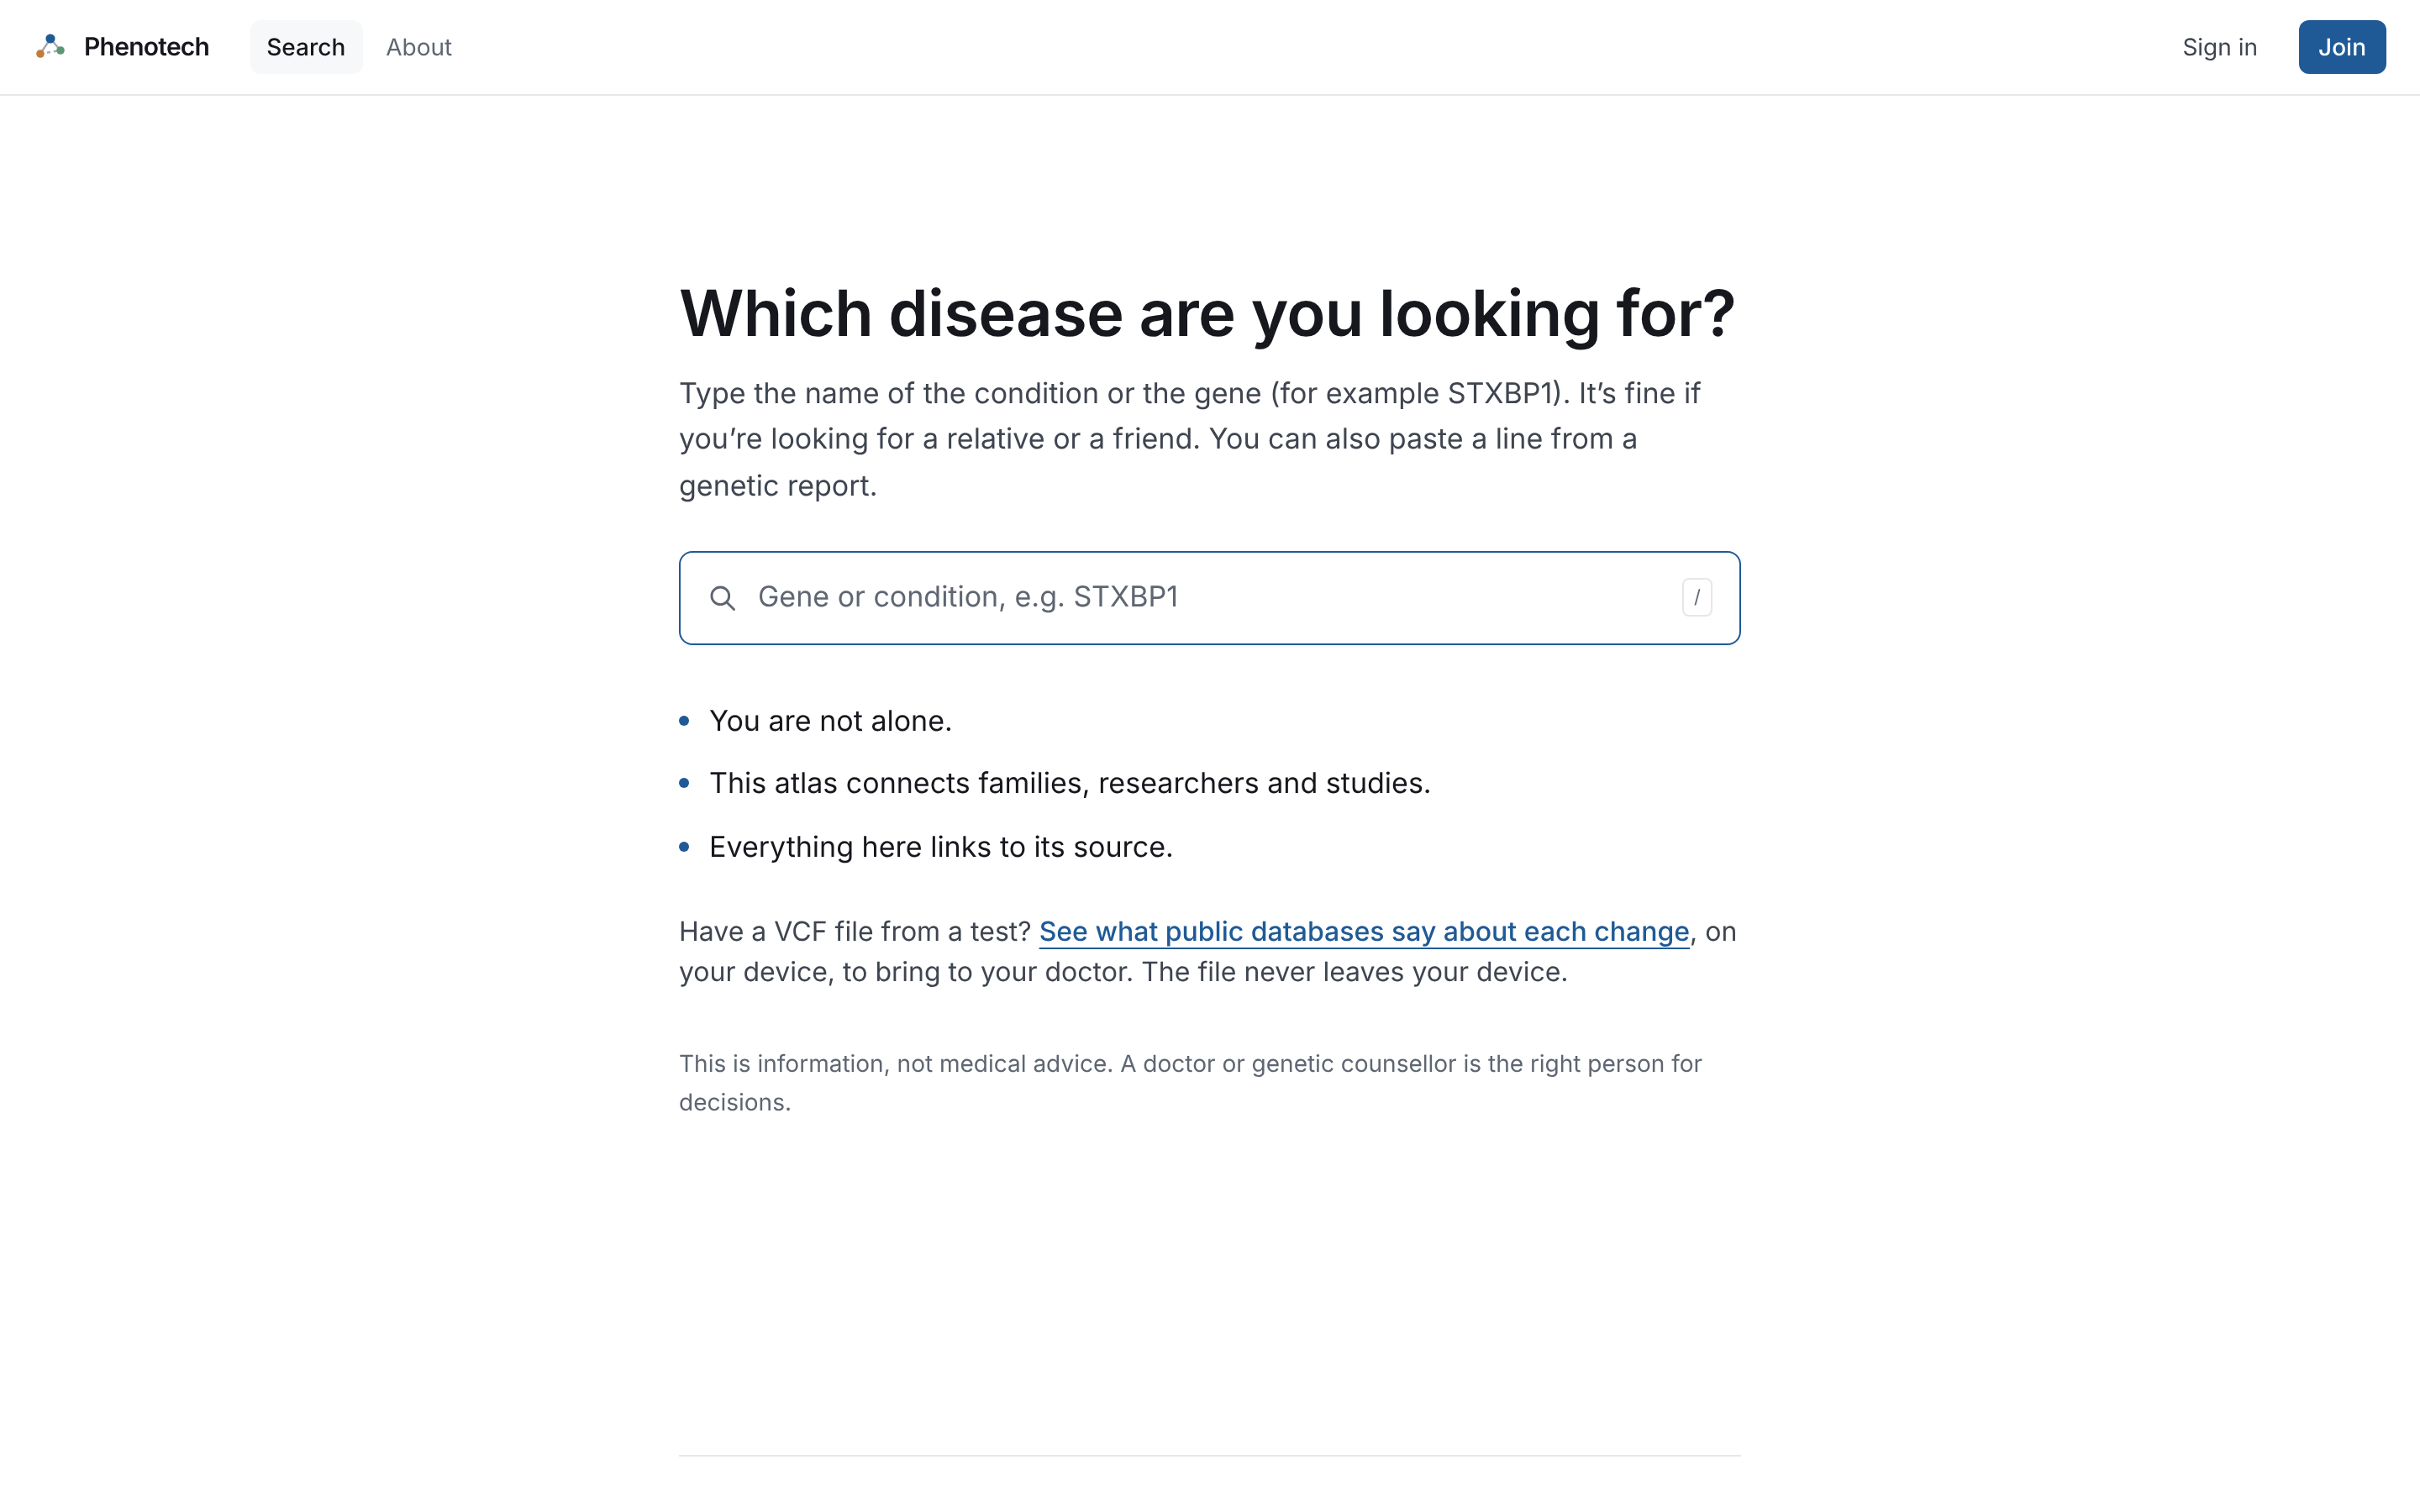 Phenotech
Search
About
Sign in
Join
Which disease are you looking for?
Type the name of the condition or the gene (for example STXBP1). It’s fine if
you’re looking for a relative or a friend. You can also paste a line from a
genetic report.
Gene or condition, e.g. STXBP1
/
You are not alone.
This atlas connects families, researchers and studies.
Everything here links to its source.
Have a VCF file from a test? See what public databases say about each change, on
your device, to bring to your doctor. The file never leaves your device.
This is information, not medical advice. A doctor or genetic counsellor is the right person for
decisions.